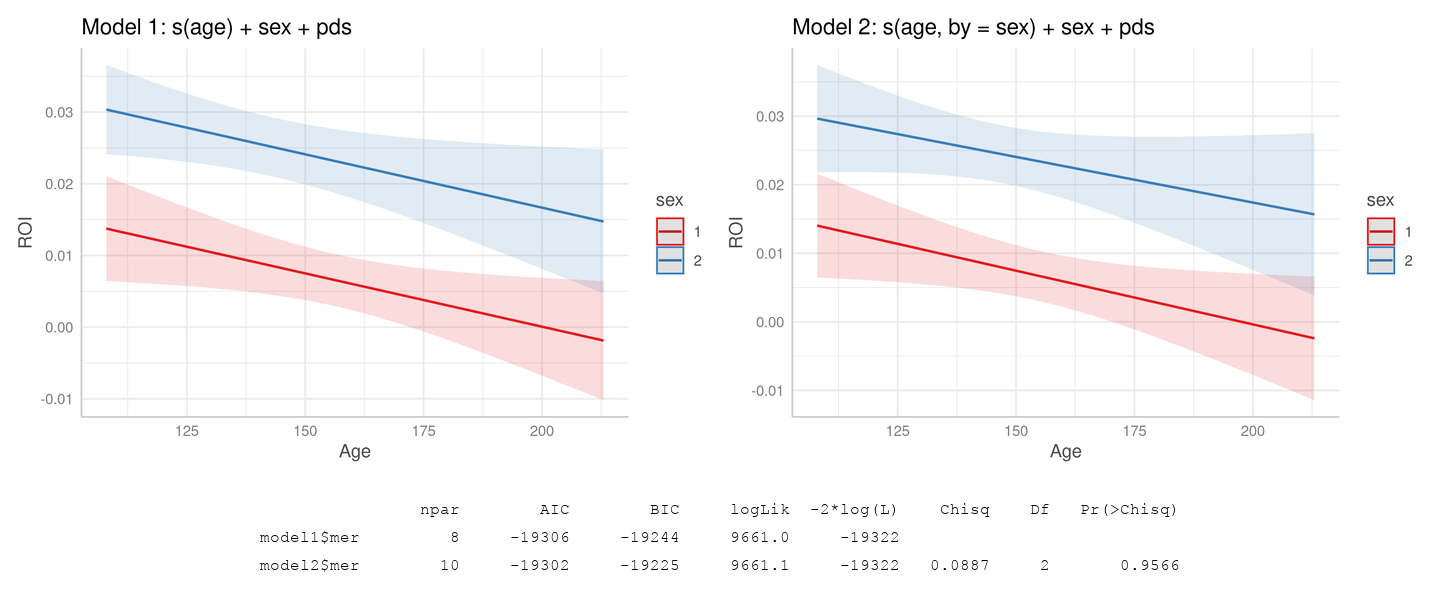 Model 1: s(age) + sex + pds
ROI
0.03
0.02
0.01
0.00
-0.01
125 150 175 200
Age
sex
1
2
Model 2: s(age, by = sex) + sex + pds
ROI
0.03
0.02
0.01
0.00
-0.01
125 150 175 200
Age
sex
1
2
npar AIC BIC logLik -2*log(L) Chisq Df Pr(>Chisq)
model1$mer 8 -19306 -19244 9661.0 -19322
model2$mer 10 -19302 -19225 9661.1 -19322 0.0887 2 0.9566